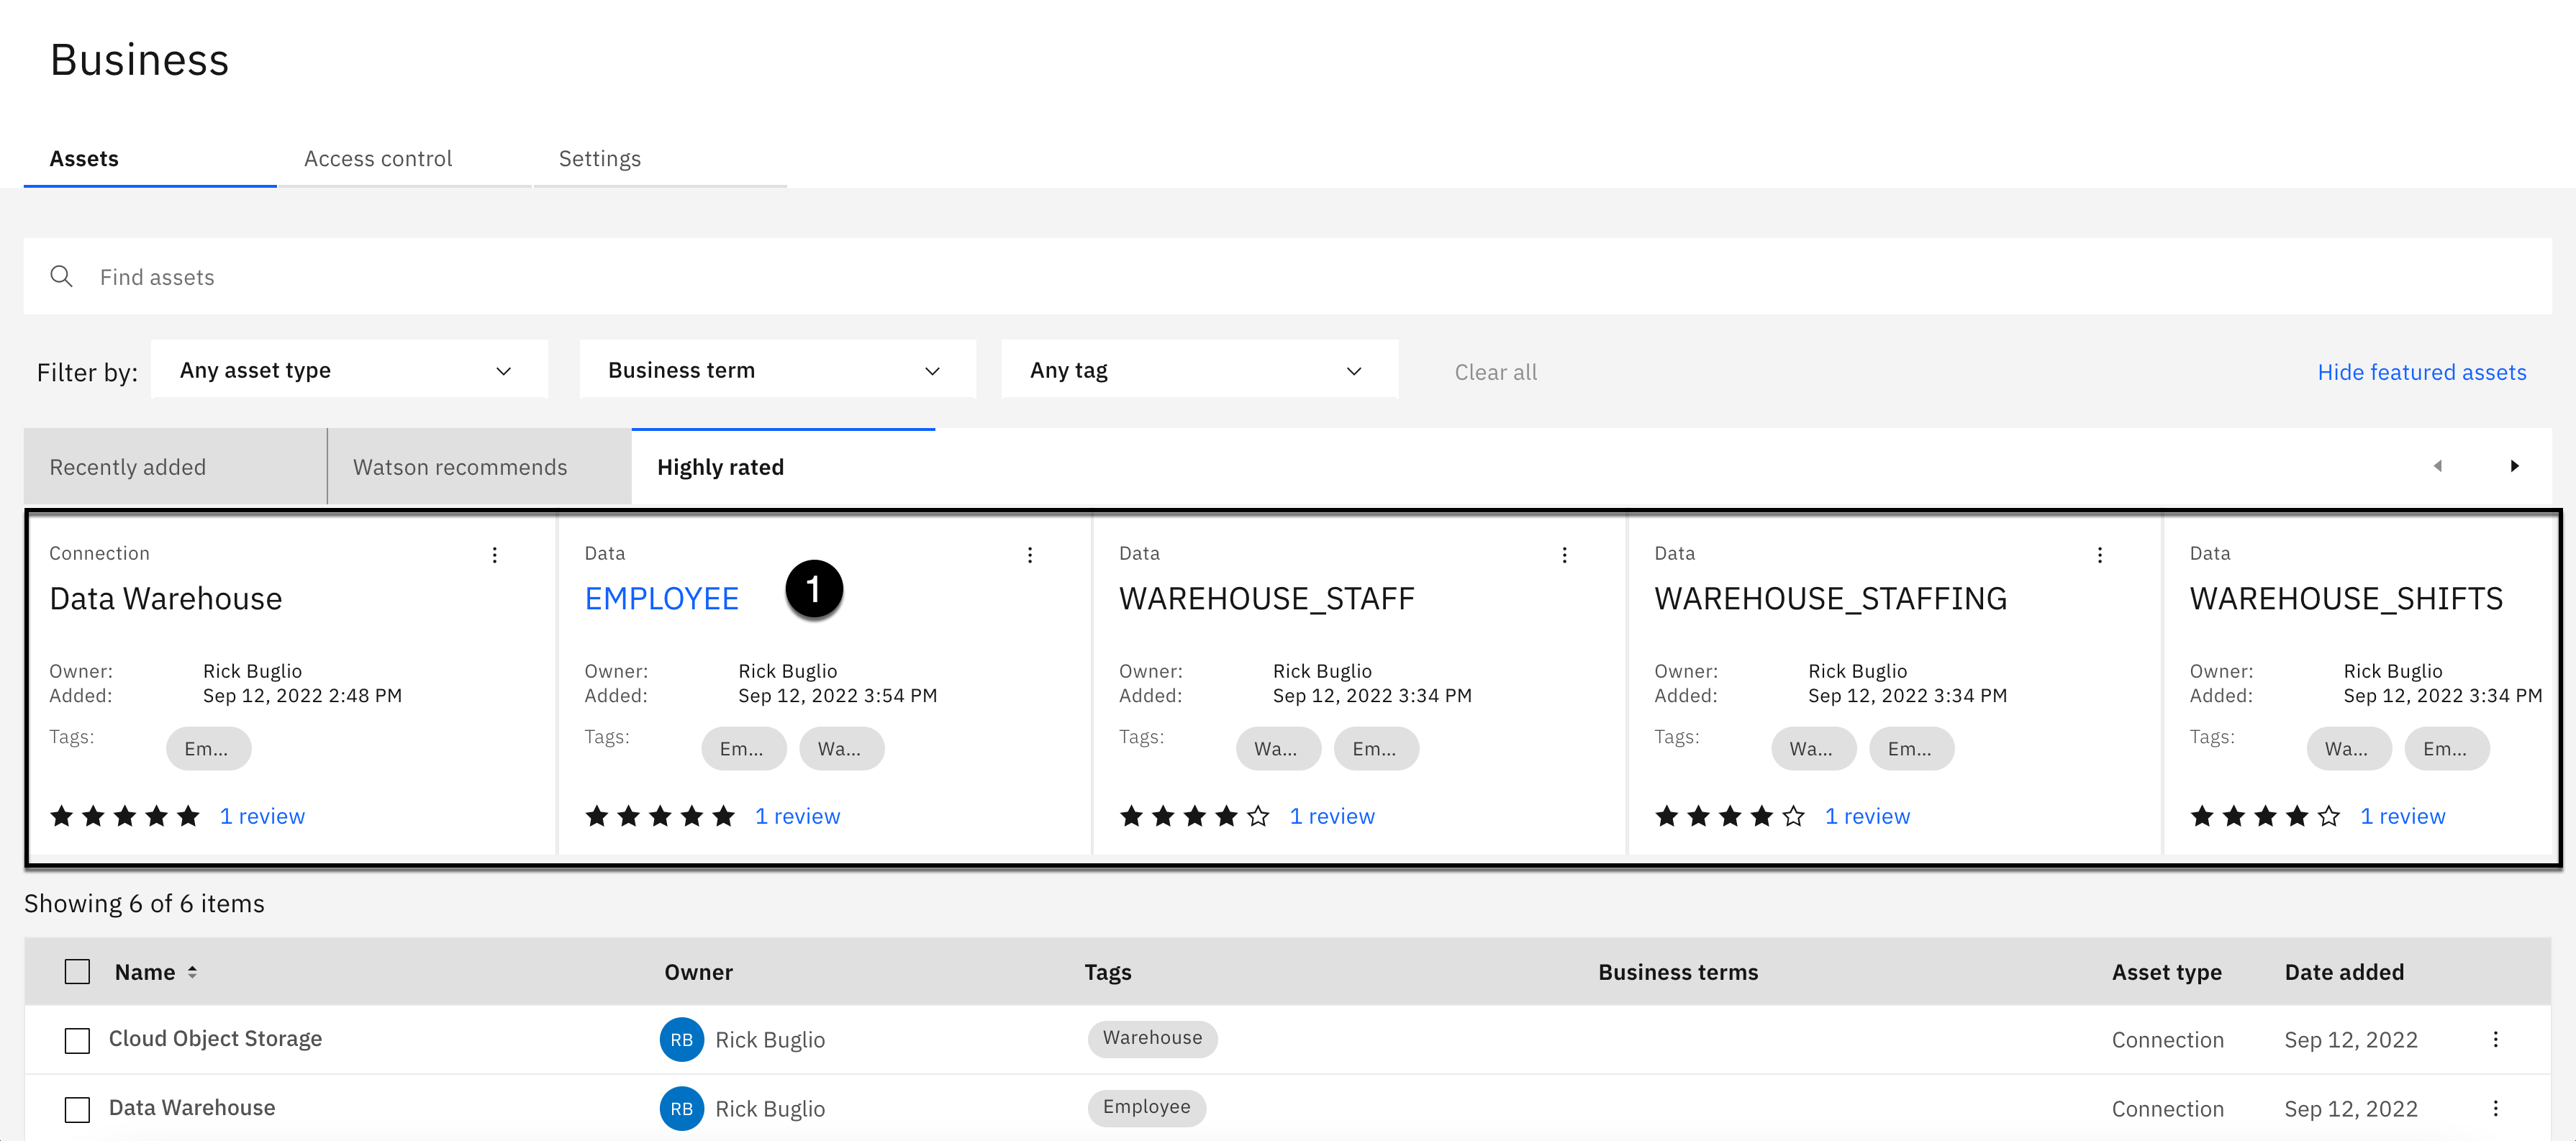 Business
Assets
Access control
Settings
Find assets
Filter by:
Any asset type
Business term
Any tag
Clear all
Hide featured assets
Recently added
Watson recommends
Highly rated
Connection
Data Warehouse
Owner: Rick Buglio
Added: Sep 12, 2022 2:48 PM
Tags: Em...
1 review
Data
EMPLOYEE
1
Owner: Rick Buglio
Added: Sep 12, 2022 3:54 PM
Tags: Em... Wa...
1 review
Data
WAREHOUSE_STAFF
Owner: Rick Buglio
Added: Sep 12, 2022 3:34 PM
Tags: Wa... Em...
1 review
Data
WAREHOUSE_STAFFING
Owner: Rick Buglio
Added: Sep 12, 2022 3:34 PM
Tags: Wa... Em...
1 review
Data
WAREHOUSE_SHIFTS
Owner: Rick Buglio
Added: Sep 12, 2022 3:34 PM
Tags: Wa... Em...
1 review
Showing 6 of 6 items
Name Owner Tags Business terms Asset type Date added
Cloud Object Storage RB Rick Buglio Warehouse Connection Sep 12, 2022
Data Warehouse RB Rick Buglio Employee Connection Sep 12, 2022